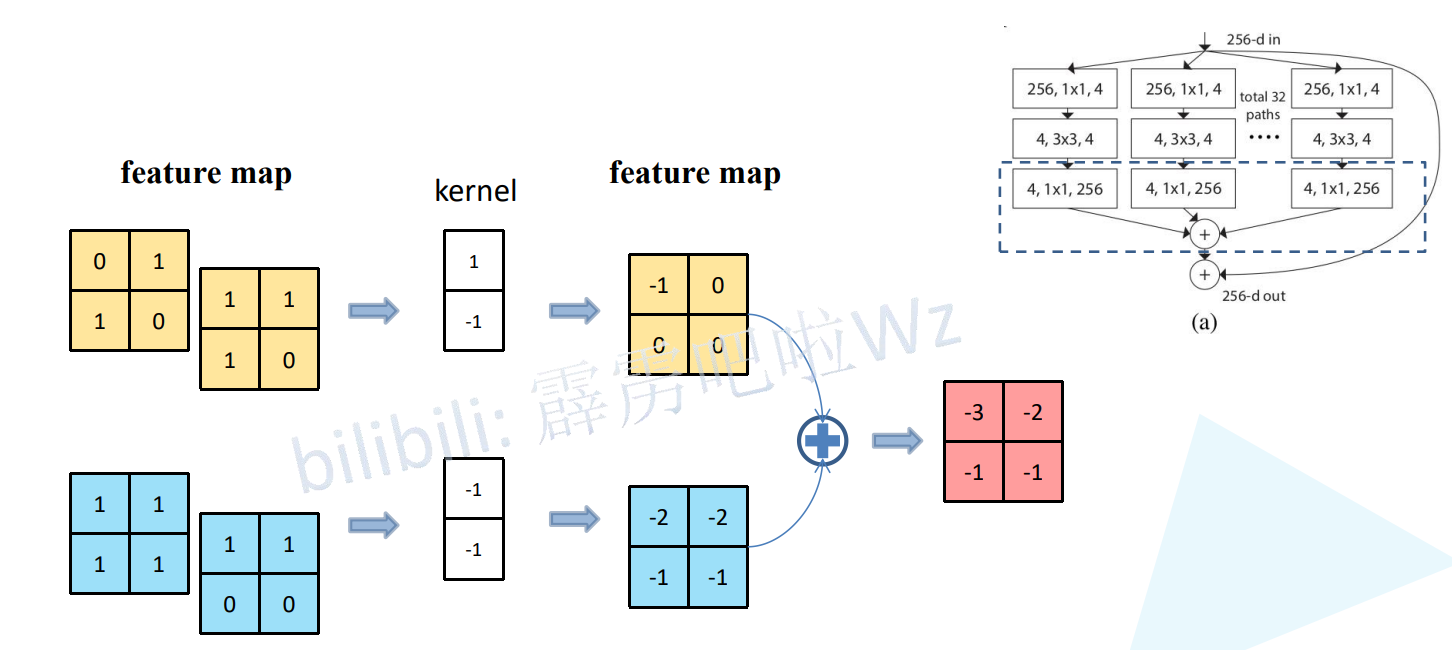 feature map
kernel
feature map
0 1
1 0
1 1
1 0
1
-1
-1 0
0 0
1 1
1 1
1 1
0 0
-1
-1
-2 -2
-1 -1
-3 -2
-1 -1
bilibili: 霹雳吧啦Wz
256-d in
256, 1x1, 4
256, 1x1, 4
total 32
paths
256, 1x1, 4
4, 3x3, 4
4, 3x3, 4
....
4, 3x3, 4
4, 1x1, 256
4, 1x1, 256
4, 1x1, 256
+
+
256-d out
(a)